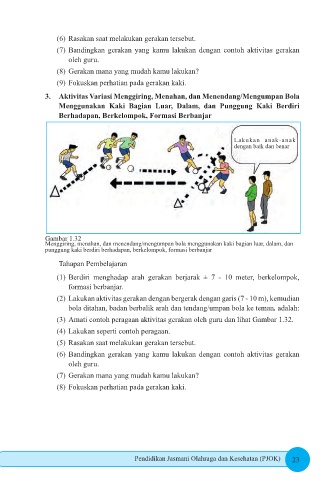 (6) Rasakan saat melakukan gerakan tersebut.
(7) Bandingkan gerakan yang kamu lakukan dengan contoh aktivitas gerakan
oleh guru.
(8) Gerakan mana yang mudah kamu lakukan?
(9) Fokuskan perhatian pada gerakan kaki.
3. Aktivitas Variasi Menggiring, Menahan, dan Menendang/Mengumpan Bola
Menggunakan Kaki Bagian Luar, Dalam, dan Punggung Kaki Berdiri
Berhadapan, Berkelompok, Formasi Berbanjar
Lakukan anak-anak
dengan baik dan benar
Gambar 1.32
Menggiring, menahan, dan menendang/mengumpan bola menggunakan kaki bagian luar, dalam, dan
punggung kaki berdiri berhadapan, berkelompok, formasi berbanjar
Tahapan Pembelajaran
(1) Berdiri menghadap arah gerakan berjarak ± 7 - 10 meter, berkelompok,
formasi berbanjar.
(2) Lakukan aktivitas gerakan dengan bergerak dengan garis (7 - 10 m), kemudian
bola ditahan, badan berbalik arah dan tendang/umpan bola ke teman, adalah:
(3) Amati contoh peragaan aktivitas gerakan oleh guru dan lihat Gambar 1.32.
(4) Lakukan seperti contoh peragaan.
(5) Rasakan saat melakukan gerakan tersebut.
(6) Bandingkan gerakan yang kamu lakukan dengan contoh aktivitas gerakan
oleh guru.
(7) Gerakan mana yang mudah kamu lakukan?
(8) Fokuskan perhatian pada gerakan kaki.
Pendidikan Jasmani Olahraga dan Kesehatan (PJOK) 23